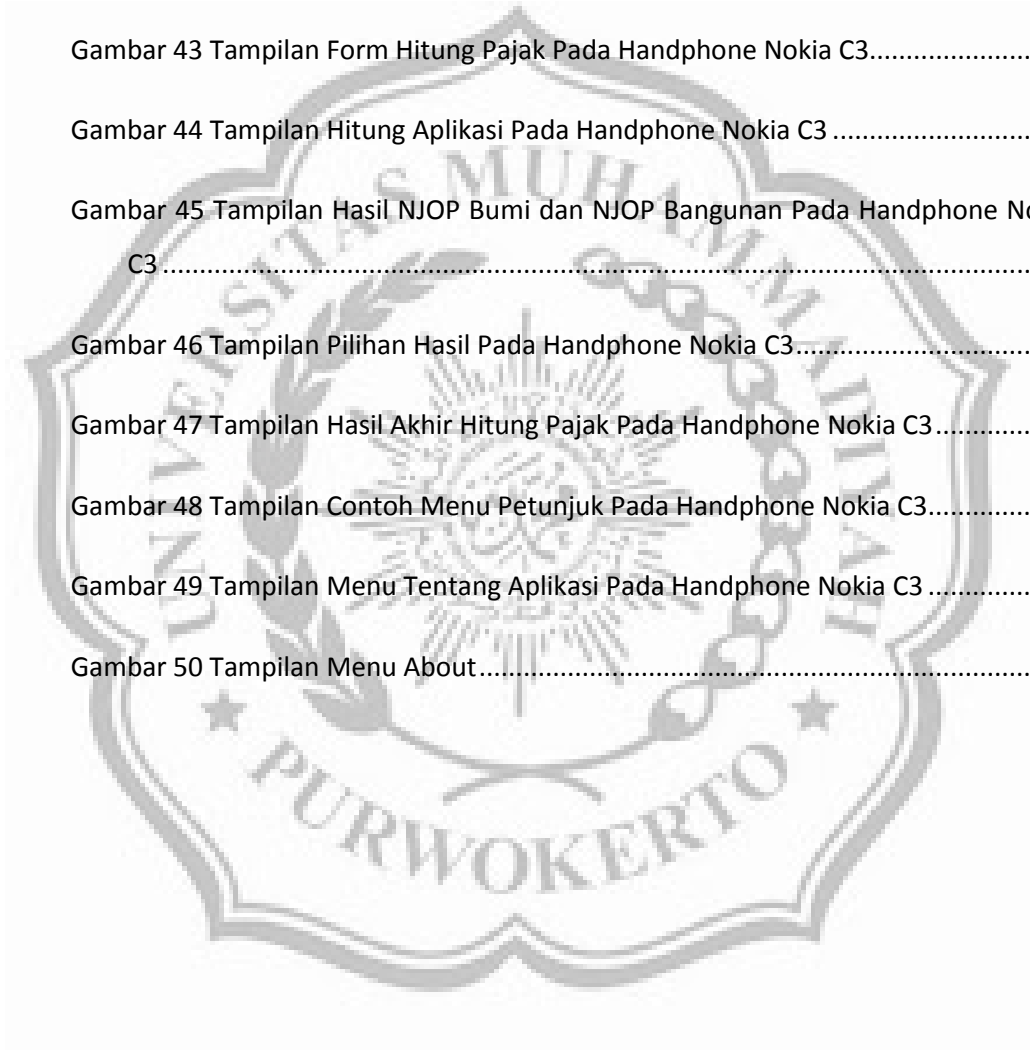 Gambar 43 Tampilan Form Hitung Pajak Pada Handphone Nokia C3......................
Gambar 44 Tampilan Hitung Aplikasi Pada Handphone Nokia C3 ...........................
Gambar 45 Tampilan Hasil NJOP Bumi dan NJOP Bangunan Pada Handphone No
C3 ........................................................................................................................
Gambar 46 Tampilan Pilihan Hasil Pada Handphone Nokia C3................................
Gambar 47 Tampilan Hasil Akhir Hitung Pajak Pada Handphone Nokia C3.............
Gambar 48 Tampilan Contoh Menu Petunjuk Pada Handphone Nokia C3..............
Gambar 49 Tampilan Menu Tentang Aplikasi Pada Handphone Nokia C3 ..............
Gambar 50 Tampilan Menu About...........................................................................
UNIVERSITAS MUHAMMADIYAH
PURWOKERTO